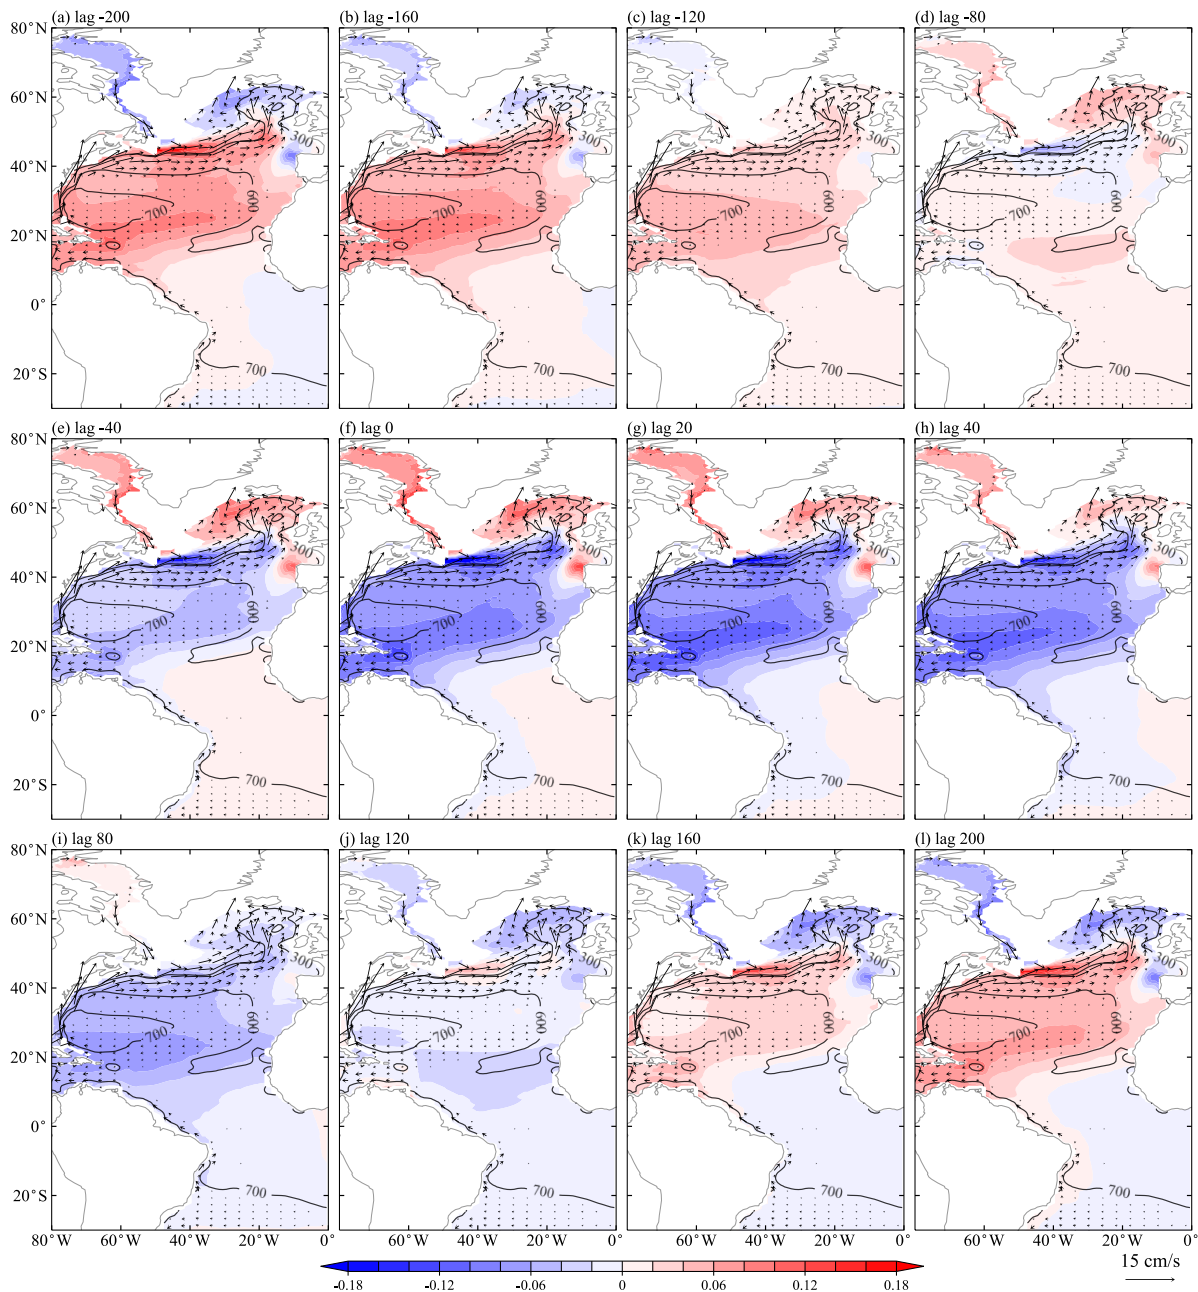 (a) lag -200 (b) lag -160 (c) lag -120 (d) lag -80
80°N
60°N
300 300 300 300
40°N
700 600 700 600 700 600 700 600
20°N
0°
700 700 700 700
20°S
(e) lag -40 (f) lag 0 (g) lag 20 (h) lag 40
80°N
60°N
300 300 300 300
40°N
700 600 700 600 700 600 700 600
20°N
0°
700 700 700 700
20°S
(i) lag 80 (j) lag 120 (k) lag 160 (l) lag 200
80°N
60°N
300 300 300 300
40°N
700 600 700 600 700 600 700 600
20°N
0°
700 700 700 700
20°S
80°W 60°W 40°W 20°W 0° 60°W 40°W 20°W 0° 60°W 40°W 20°W 0° 60°W 40°W 20°W 0°
15 cm/s
-0.18 -0.12 -0.06 0 0.06 0.12 0.18